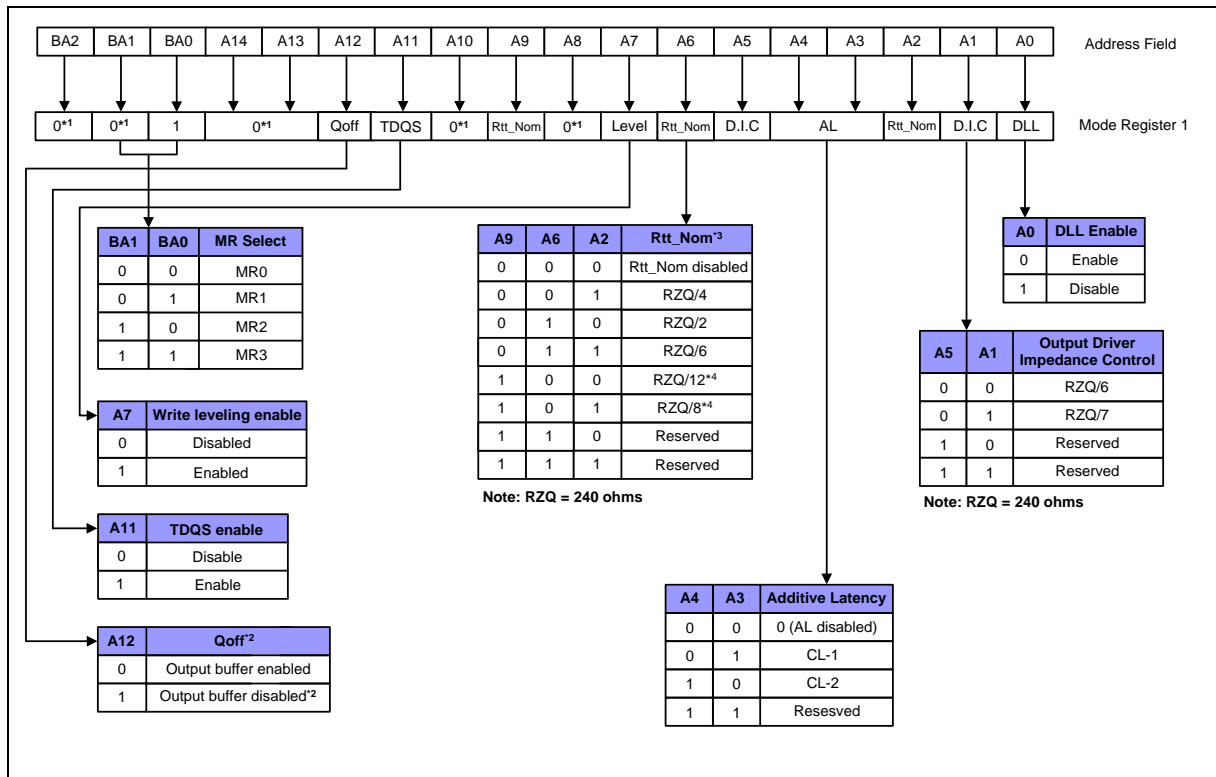 BA2 BA1 BA0 A14 A13 A12 A11 A10 A9 A8 A7 A6 A5 A4 A3 A2 A1 A0 Address Field
0*1 0*1 1 0*1 Qoff TDQS 0*1 Rtt_Nom 0*1 Level Rtt_Nom D.I.C AL Rtt_Nom D.I.C DLL Mode Register 1
BA1 BA0 MR Select
0 0 MR0
0 1 MR1
1 0 MR2
1 1 MR3
A7 Write leveling enable
0 Disabled
1 Enabled
A11 TDQS enable
0 Disable
1 Enable
A12 Qoff*2
0 Output buffer enabled
1 Output buffer disabled*2
A9 A6 A2 Rtt_Nom*3
0 0 0 Rtt_Nom disabled
0 0 1 RZQ/4
0 1 0 RZQ/2
0 1 1 RZQ/6
1 0 0 RZQ/12*4
1 0 1 RZQ/8*4
1 1 0 Reserved
1 1 1 Reserved
Note: RZQ = 240 ohms
A0 DLL Enable
0 Enable
1 Disable
A5 A1 Output Driver
Impedance Control
0 0 RZQ/6
0 1 RZQ/7
1 0 Reserved
1 1 Reserved
Note: RZQ = 240 ohms
A4 A3 Additive Latency
0 0 0 (AL disabled)
0 1 CL-1
1 0 CL-2
1 1 Resesved